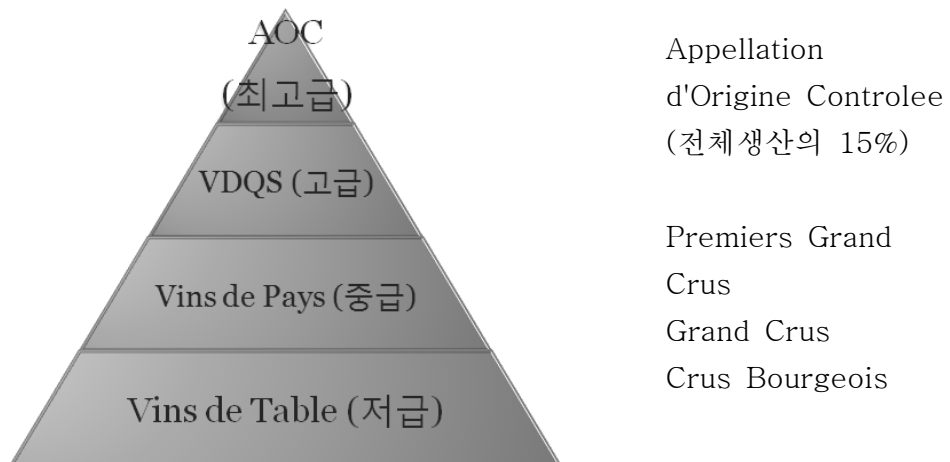 AOC
(최고급)
VDQS (고급)
Vins de Pays (중급)
Vins de Table (저급)
Appellation
d'Origine Controlee
(전체생산의 15%)
Premiers Grand
Crus
Grand Crus
Crus Bourgeois